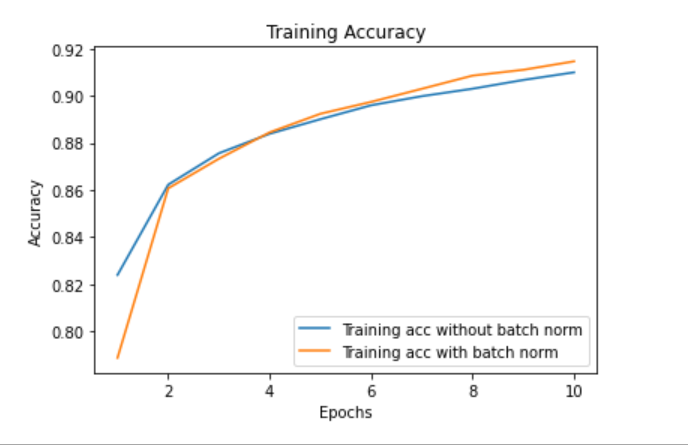 Training Accuracy
0.92
0.90
0.88
0.86
0.84
0.82
0.80
Accuracy
Training acc without batch norm
Training acc with batch norm
2 4 6 8 10
Epochs